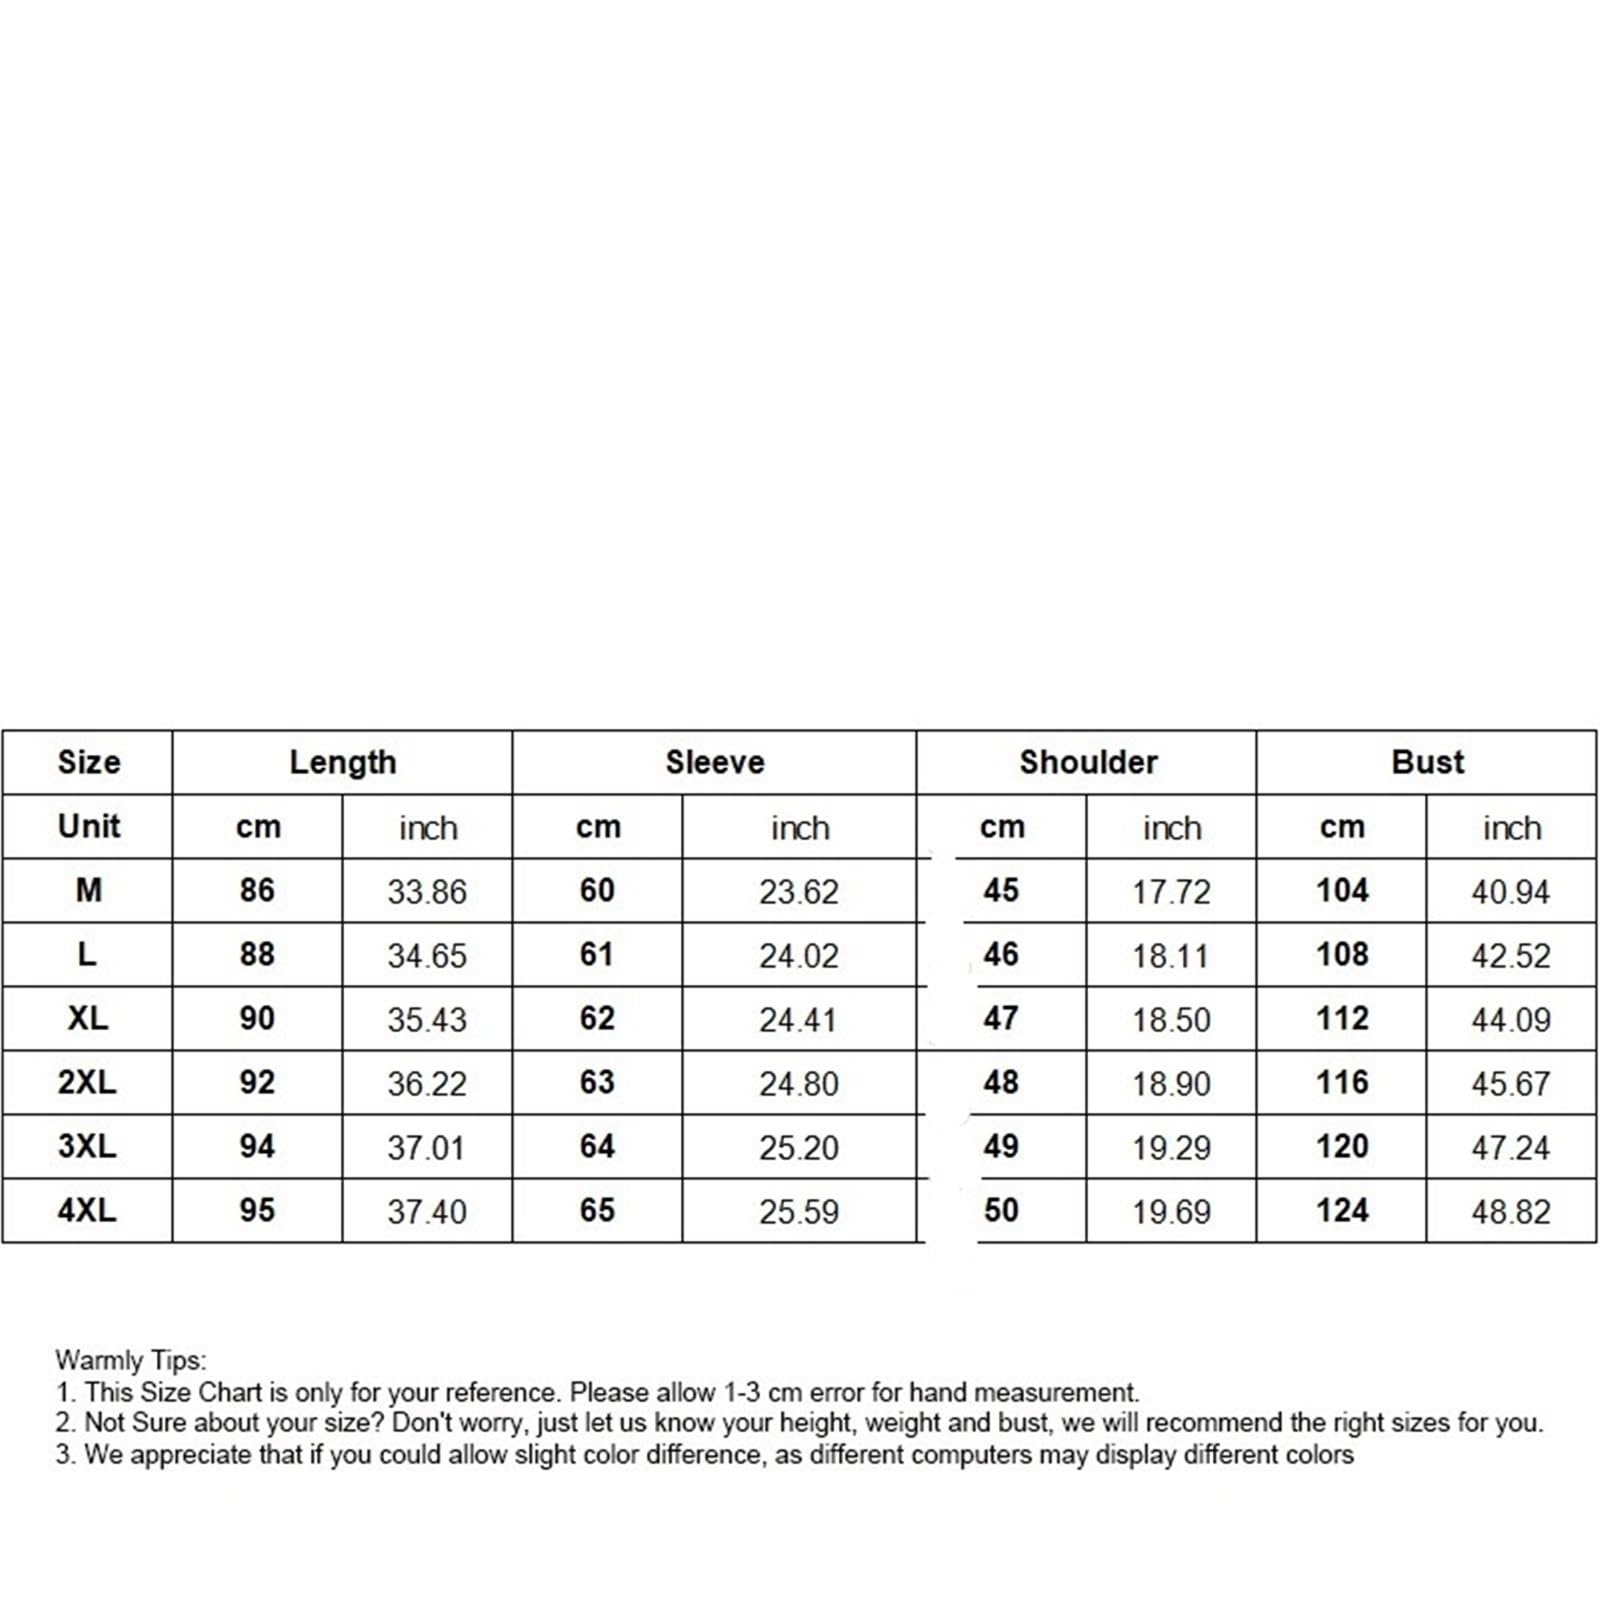 Size Length Sleeve Shoulder Bust
Unit cm inch cm inch cm inch cm inch
M 86 33.86 60 23.62 45 17.72 104 40.94
L 88 34.65 61 24.02 46 18.11 108 42.52
XL 90 35.43 62 24.41 47 18.50 112 44.09
2XL 92 36.22 63 24.80 48 18.90 116 45.67
3XL 94 37.01 64 25.20 49 19.29 120 47.24
4XL 95 37.40 65 25.59 50 19.69 124 48.82
Warmly Tips:
1. This Size Chart is only for your reference. Please allow 1-3 cm error for hand measurement.
2. Not Sure about your size? Don't worry, just let us know your height, weight and bust, we will recommend the right sizes for you.
3. We appreciate that if you could allow slight color difference, as different computers may display different colors